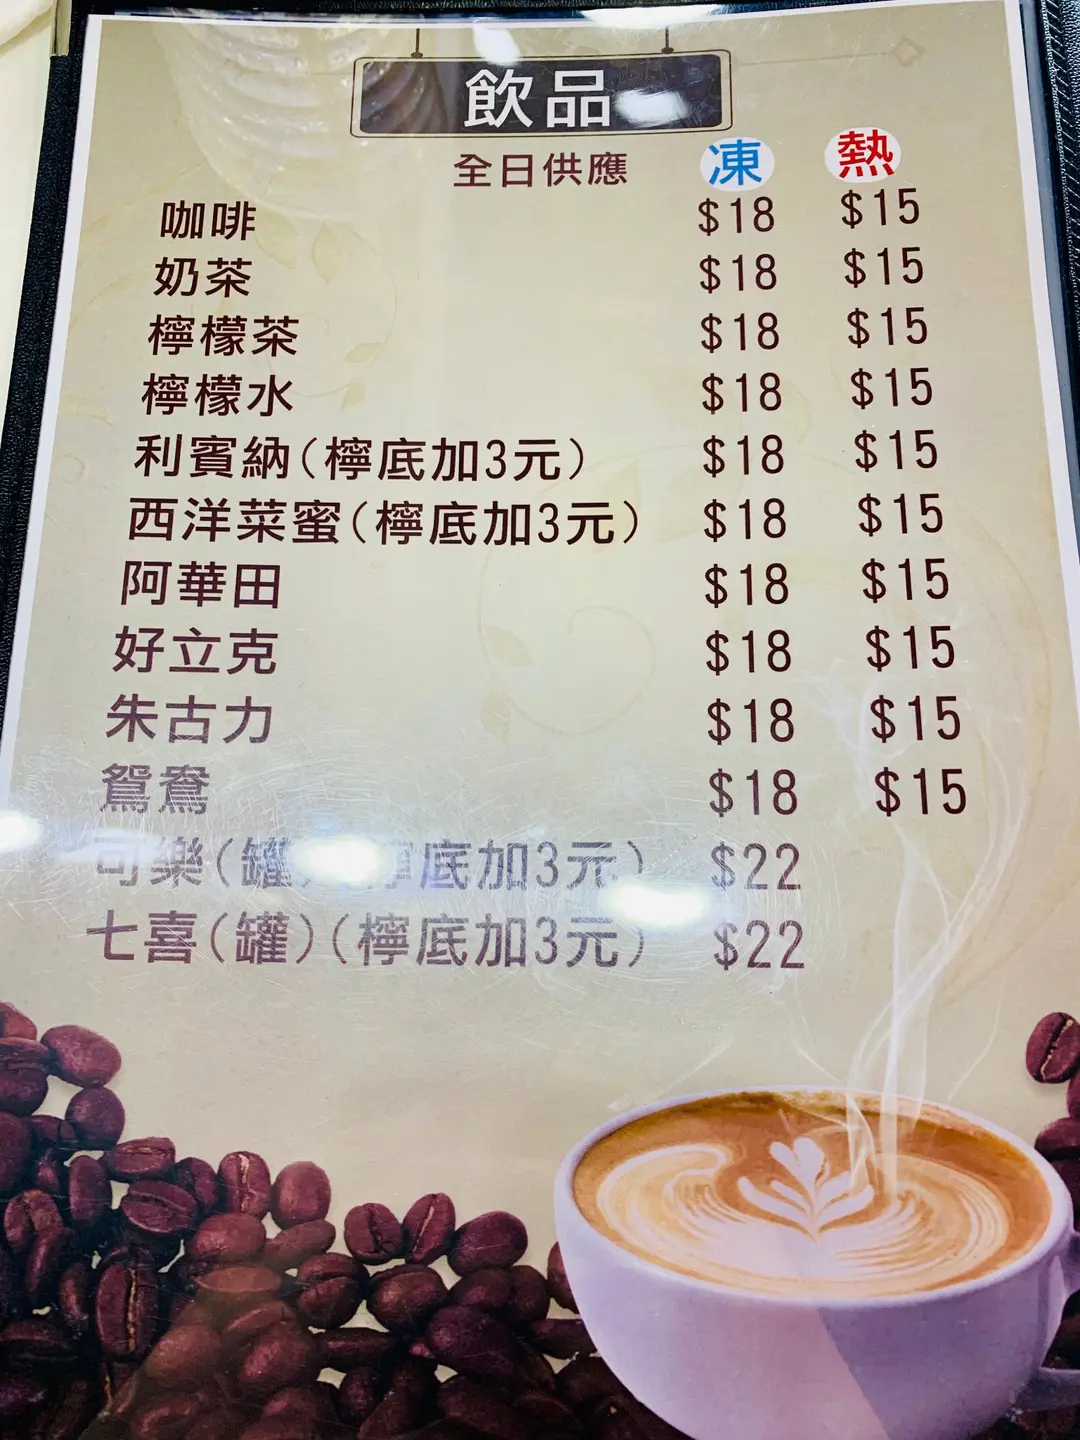 飲品
全日供應 凍 熱
咖啡 $18 $15
奶茶 $18 $15
檸檬茶 $18 $15
檸檬水 $18 $15
利賓納(檸底加3元) $18 $15
西洋菜蜜(檸底加3元) $18 $15
阿華田 $18 $15
好立克 $18 $15
朱古力 $18 $15
鴛鴦 $18 $15
可樂(罐 檸底加3元) $22
七喜(罐)(檸底加3元) $22